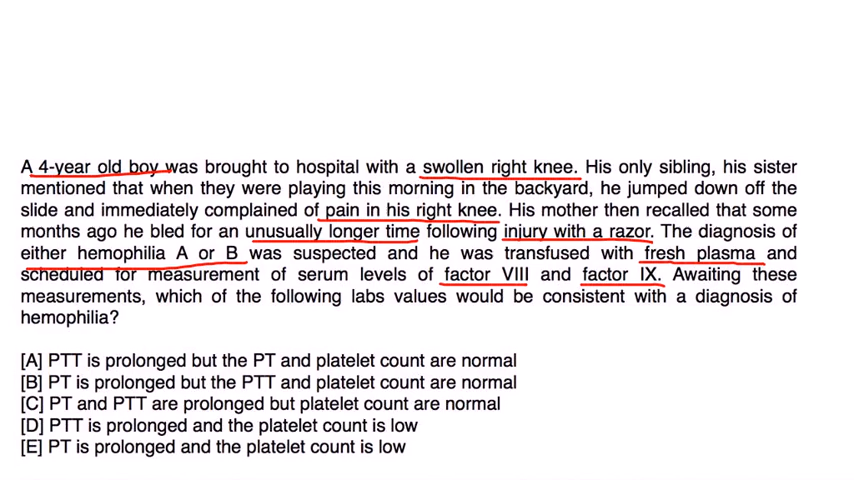 A 4-year old boy was brought to hospital with a swollen right knee. His only sibling, his sister
mentioned that when they were playing this morning in the backyard, he jumped down off the
slide and immediately complained of pain in his right knee. His mother then recalled that some
months ago he bled for an unusually longer time following injury with a razor. The diagnosis of
either hemophilia A or B was suspected and he was transfused with fresh plasma and
scheduled for measurement of serum levels of factor VIII and factor IX. Awaiting these
measurements, which of the following labs values would be consistent with a diagnosis of
hemophilia?
[A] PTT is prolonged but the PT and platelet count are normal
[B] PT is prolonged but the PTT and platelet count are normal
[C] PT and PTT are prolonged but platelet count are normal
[D] PTT is prolonged and the platelet count is low
[E] PT is prolonged and the platelet count is low